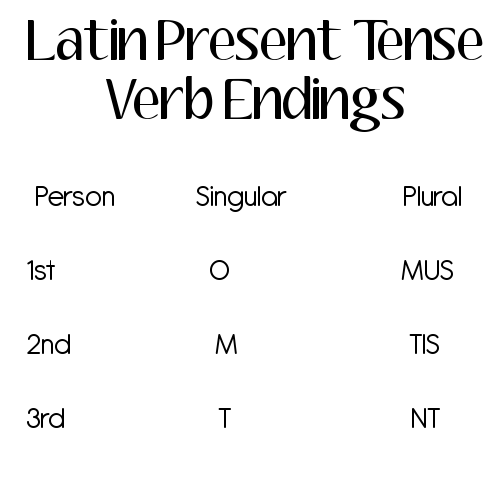 Latin Present Tense
Verb Endings
Person Singular Plural
1st O MUS
2nd M TIS
3rd T NT